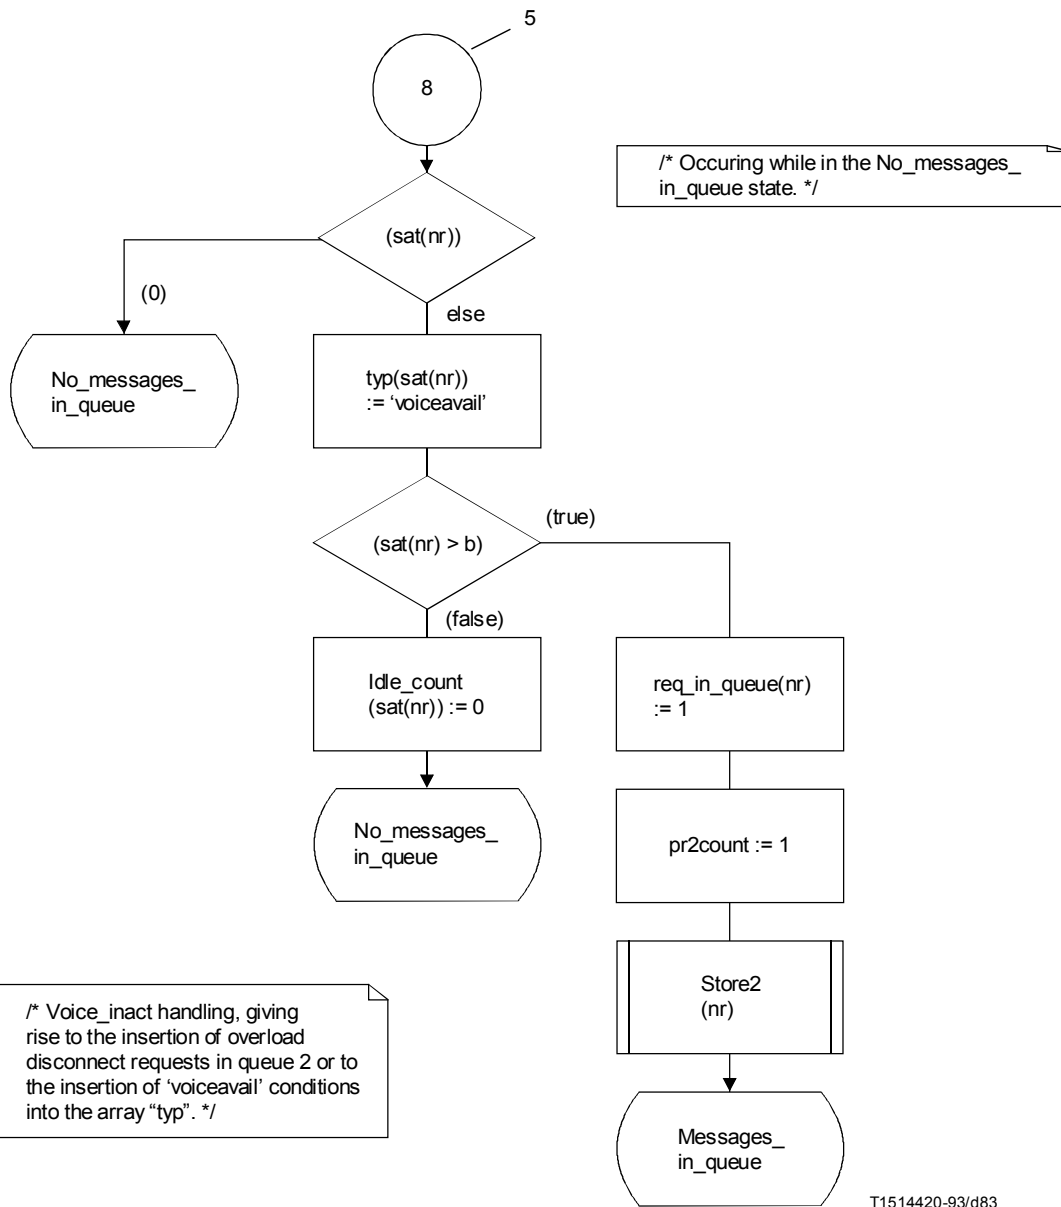 5
8
/* Occuring while in the No_messages_
in_queue state. */
(sat(nr))
(0)
else
No_messages_
in_queue
typ(sat(nr))
:= ‘voiceavail’
(true)
(sat(nr) > b)
(false)
Idle_count
(sat(nr)) := 0
req_in_queue(nr)
:= 1
No_messages_
in_queue
pr2count := 1
Store2
(nr)
/* Voice_inact handling, giving
rise to the insertion of overload
disconnect requests in queue 2 or to
the insertion of ‘voiceavail’ conditions
into the array “typ”. */
Messages_
in_queue
T1514420-93/d83